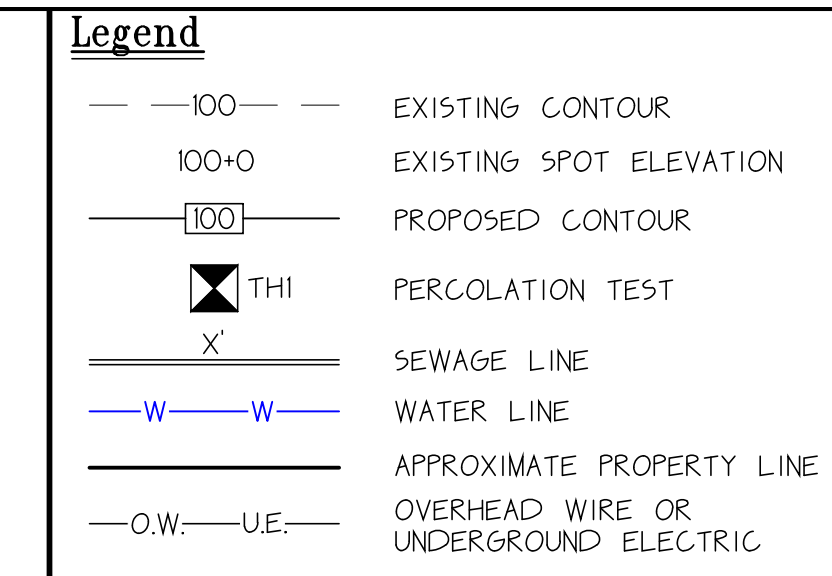 Legend
100 EXISTING CONTOUR
100+0 EXISTING SPOT ELEVATION
100 PROPOSED CONTOUR
TH1 PERCOLATION TEST
X' SEWAGE LINE
W W WATER LINE
APPROXIMATE PROPERTY LINE
O.W. U.E. OVERHEAD WIRE OR
UNDERGROUND ELECTRIC